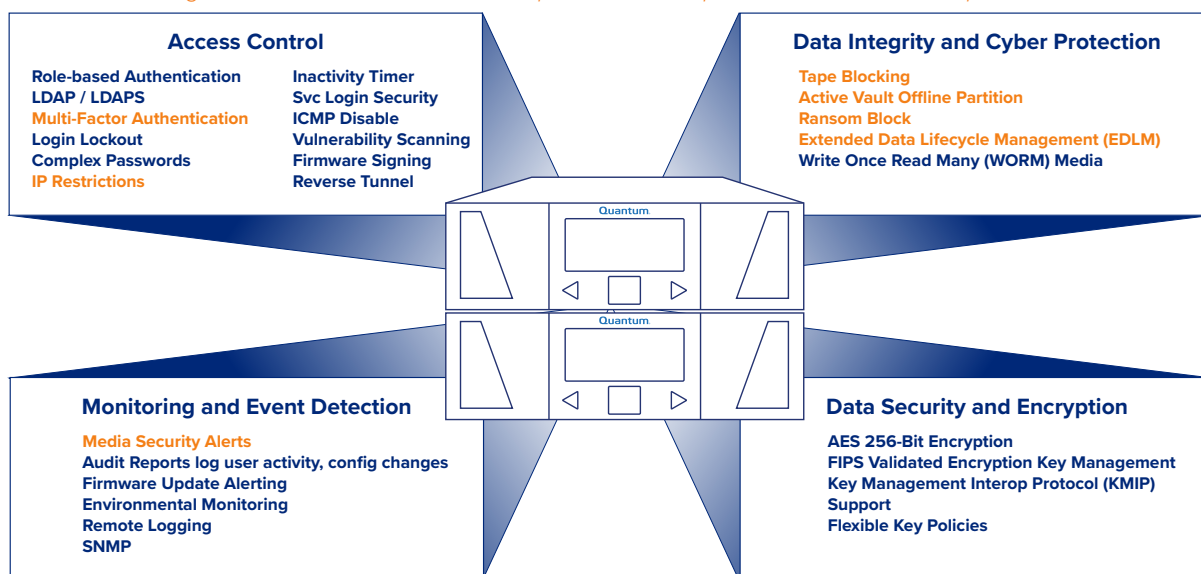 Access Control
Role-based Authentication
LDAP / LDAPS
Multi-Factor Authentication
Login Lockout
Complex Passwords
IP Restrictions
Inactivity Timer
Svc Login Security
ICMP Disable
Vulnerability Scanning
Firmware Signing
Reverse Tunnel
Data Integrity and Cyber Protection
Tape Blocking
Active Vault Offline Partition
Ransom Block
Extended Data Lifecycle Management (EDLM)
Write Once Read Many (WORM) Media
Quantum
Quantum
Monitoring and Event Detection
Media Security Alerts
Audit Reports log user activity, config changes
Firmware Update Alerting
Environmental Monitoring
Remote Logging
SNMP
Data Security and Encryption
AES 256-Bit Encryption
FIPS Validated Encryption Key Management
Key Management Interop Protocol (KMIP)
Support
Flexible Key Policies